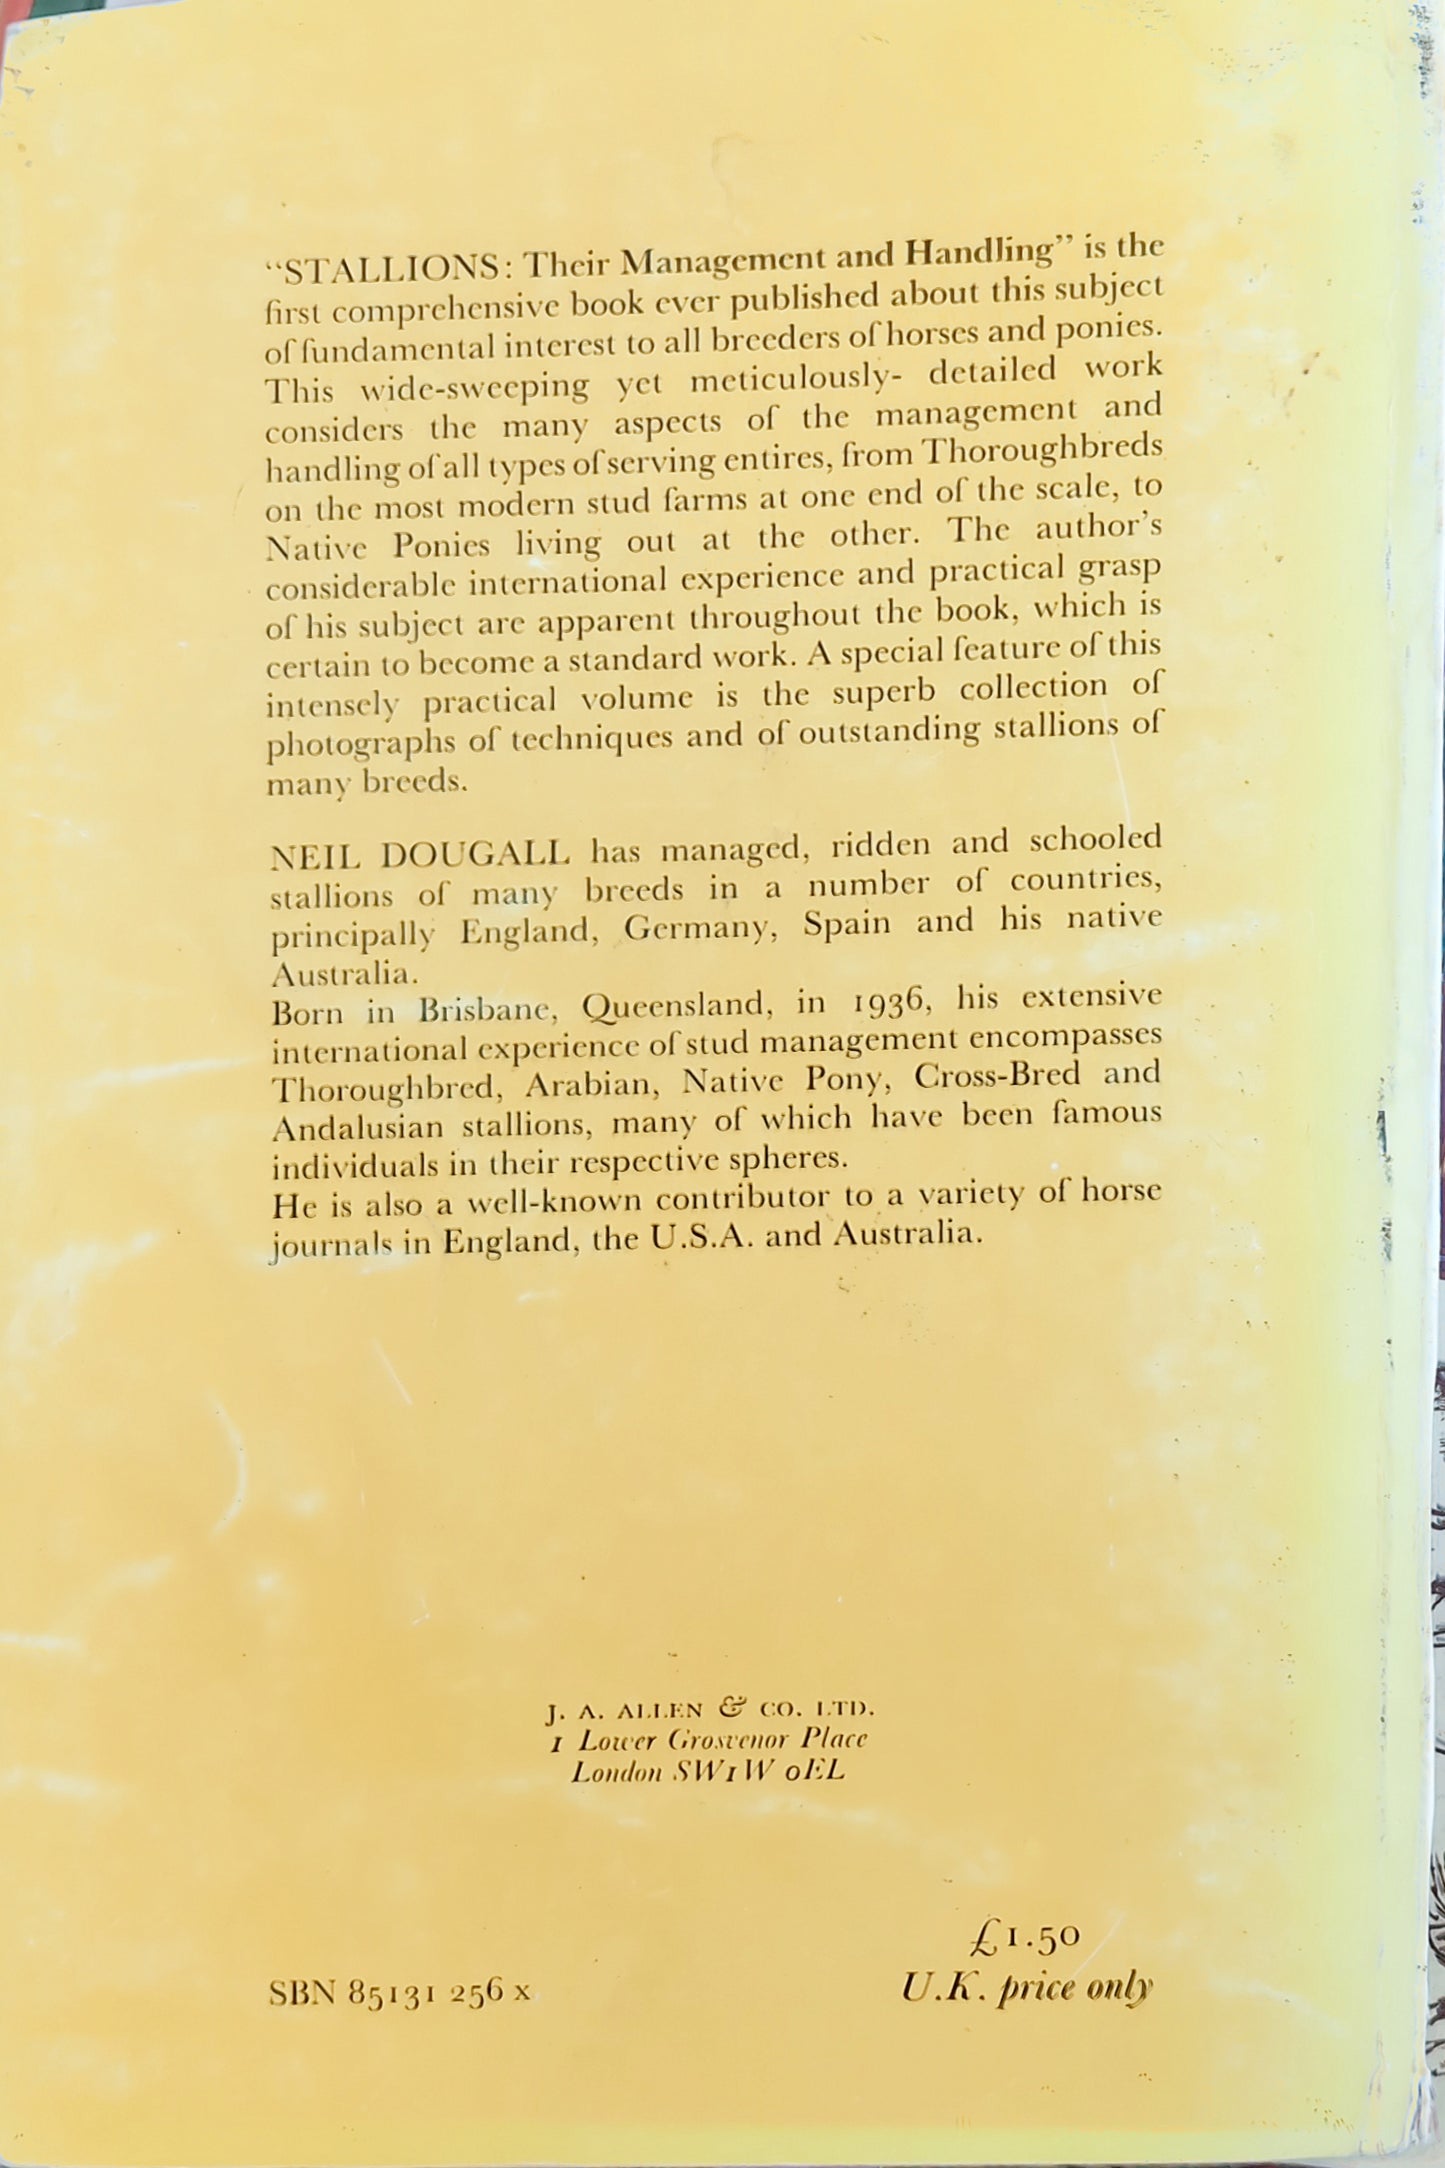 “STALLIONS: Their Management and Handling” is the
first comprehensive book ever published about this subject
of fundamental interest to all breeders of horses and ponies.
This wide-sweeping yet meticulously- detailed work
considers the many aspects of the management and
handling of all types of serving entires, from Thoroughbreds
on the most modern stud farms at one end of the scale, to
Native Ponies living out at the other. The author's
considerable international experience and practical grasp
of his subject are apparent throughout the book, which is
certain to become a standard work. A special feature of this
intensely practical volume is the superb collection of
photographs of techniques and of outstanding stallions of
many breeds.
NEIL DOUGALL has managed, ridden and schooled
stallions of many breeds in a number of countries,
principally England, Germany, Spain and his native
Australia.
Born in Brisbane, Queensland, in 1936, his extensive
international experience of stud management encompasses
Thoroughbred, Arabian, Native Pony, Cross-Bred and
Andalusian stallions, many of which have been famous
individuals in their respective spheres.
He is also a well-known contributor to a variety of horse
journals in England, the U.S.A. and Australia.
J. A. ALLEN & CO. LTD.
1 Lower Grosvenor Place
London SW1W 0EL
£1.50
U.K. price only
SBN 85131 256 x